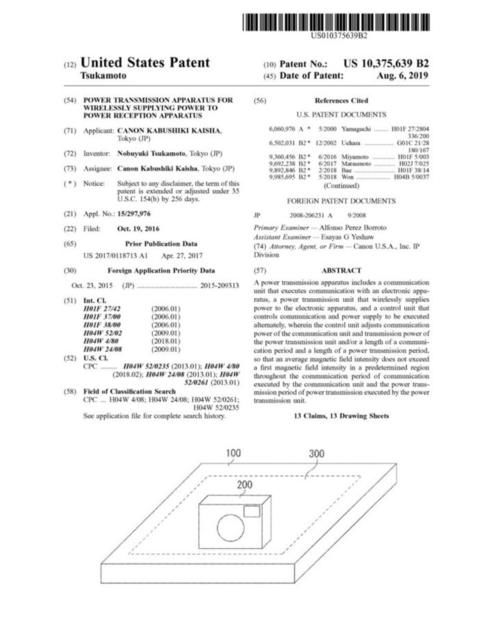 US010375639B2
(12) United States Patent
Tsukamoto
(10) Patent No.: US 10,375,639 B2
(45) Date of Patent: Aug. 6, 2019
(54) POWER TRANSMISSION APPARATUS FOR
WIRELESSLY SUPPLYING POWER TO
POWER RECEPTION APPARATUS
(71) Applicant: CANON KABUSHIKI KAISHA,
Tokyo (JP)
(72) Inventor: Nobuyuki Tsukamoto, Tokyo (JP)
(73) Assignee: Canon Kabushiki Kaisha, Tokyo (JP)
( * ) Notice: Subject to any disclaimer, the term of this
patent is extended or adjusted under 35
U.S.C. 154(b) by 256 days.
(21) Appl. No.: 15/297,976
(22) Filed: Oct. 19, 2016
(65) Prior Publication Data
US 2017/0118713 A1 Apr. 27, 2017
(30) Foreign Application Priority Data
Oct. 23, 2015 (JP) ................................ 2015-209313
(51) Int. Cl.
H01F 27/42 (2006.01)
H01F 37/00 (2006.01)
H01F 38/00 (2006.01)
H04W 52/02 (2009.01)
H04W 4/80 (2018.01)
H04W 24/08 (2009.01)
(52) U.S. Cl.
CPC ....... H04W 52/0235 (2013.01); H04W 4/80
(2018.02); H04W 24/08 (2013.01); H04W
52/0261 (2013.01)
(58) Field of Classification Search
CPC ... H04W 4/08; H04W 24/08; H04W 52/0261;
H04W 52/0235
See application file for complete search history.
(56) References Cited
U.S. PATENT DOCUMENTS
6,060,976 A * 5/2000 Yamaguchi ........ H01F 27/2804
336/200
6,502,031 B2 * 12/2002 Uehara ............ G01C 21/28
180/167
9,360,456 B2 * 6/2016 Miyamoto ......... H01F 5/003
9,692,238 B2 * 6/2017 Matsumoto ........ H02J 7/025
9,892,846 B2 * 2/2018 Bae ............... H01F 38/14
9,985,695 B2 * 5/2018 Won ............... H04B 5/0037
(Continued)
FOREIGN PATENT DOCUMENTS
JP 2008-206231 A 9/2008
Primary Examiner — Alfonso Perez Borroto
Assistant Examiner — Esayas G Yeshaw
(74) Attorney, Agent, or Firm — Canon U.S.A., Inc. IP
Division
(57) ABSTRACT
A power transmission apparatus includes a communication
unit that executes communication with an electronic appa-
ratus, a power transmission unit that wirelessly supplies
power to the electronic apparatus, and a control unit that
controls communication and power supply to be executed
alternately, wherein the control unit adjusts communication
power of the communication unit and transmission power of
the power transmission unit and/or a length of a communi-
cation period and a length of a power transmission period,
so that an average magnetic field intensity does not exceed
a first magnetic field intensity in a predetermined region
throughout the communication period of communication
executed by the communication unit and the power trans-
mission period of power transmission executed by the power
transmission unit.
13 Claims, 13 Drawing Sheets
100
300
200